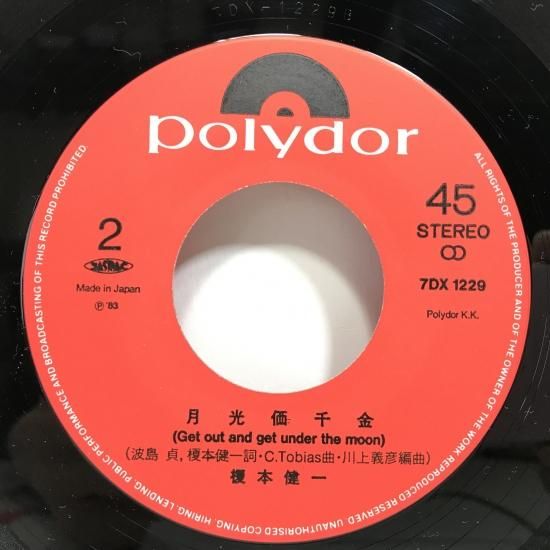 7DX-1229B
polydor
2
JASRAC
Made in Japan
Ⓟ'83
45
STEREO
7DX 1229
Polydor K.K.
月光価千金
(Get out and get under the moon)
(波島 貞,榎本健一詞・C.Tobias曲・川上義彦編曲)
榎本健一
ALL RIGHTS OF THE PRODUCER AND OF THE OWNER OF THE WORK REPRODUCED RESERVED. UNAUTHORISED COPYING, HIRING, LENDING, PUBLIC PERFORMANCE AND BROADCASTING OF THIS RECORD PROHIBITED.